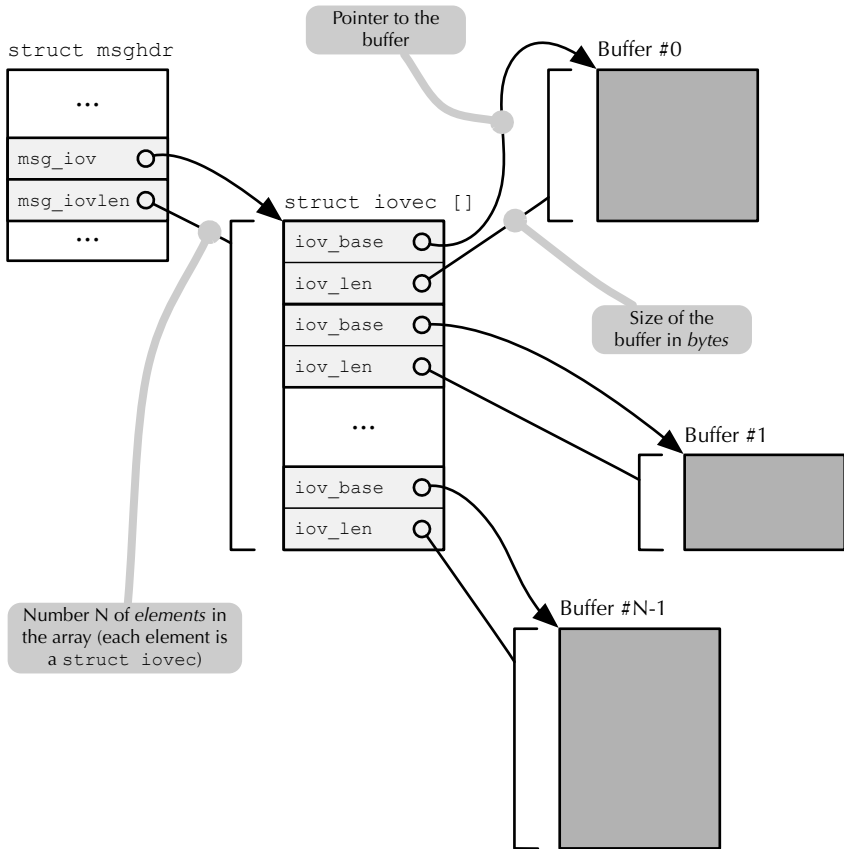 Pointer to the
buffer
struct msghdr
...
msg_iov
msg_iovlen
...
Buffer #0
struct iovec []
iov_base
iov_len
iov_base
iov_len
...
iov_base
iov_len
Size of the
buffer in bytes
Buffer #1
Number N of elements in
the array (each element is
a struct iovec)
Buffer #N-1